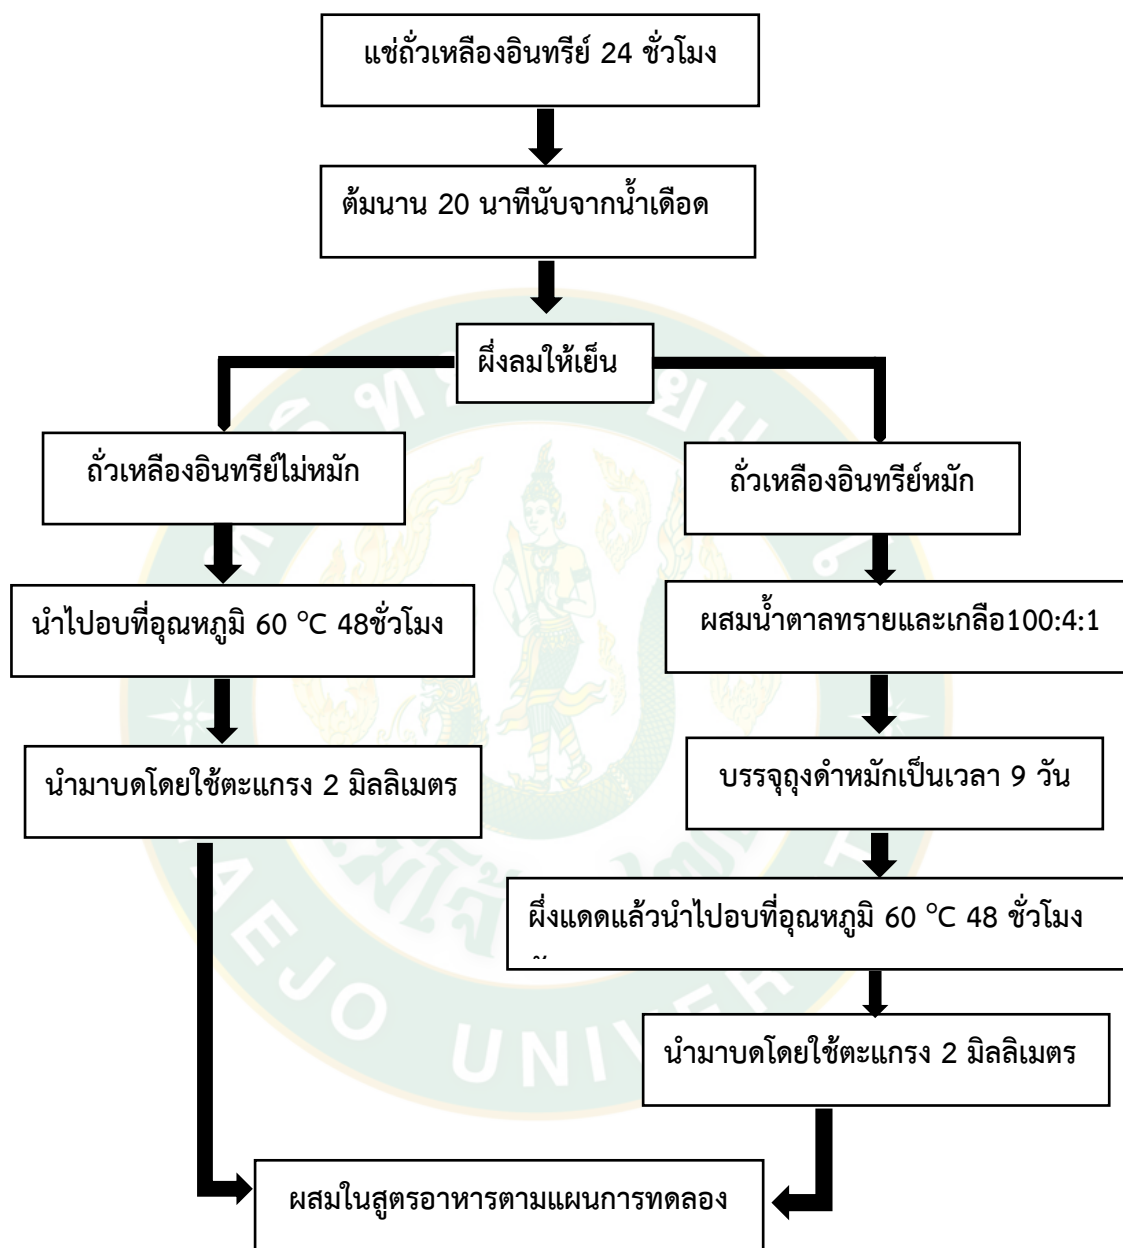 แช่ถั่วเหลืองอินทรีย์ 24 ชั่วโมง
ต้มนาน 20 นาทีนับจากน้ำเดือด
ผึ่งลมให้เย็น
ถั่วเหลืองอินทรีย์ไม่หมัก
ถั่วเหลืองอินทรีย์หมัก
นำไปอบที่อุณหภูมิ 60 °C 48ชั่วโมง
ผสมน้ำตาลทรายและเกลือ100:4:1
นำมาบดโดยใช้ตะแกรง 2 มิลลิเมตร
บรรจุถุงดำหมักเป็นเวลา 9 วัน
ผึ่งแดดแล้วนำไปอบที่อุณหภูมิ 60 °C 48 ชั่วโมง
นำมาบดโดยใช้ตะแกรง 2 มิลลิเมตร
ผสมในสูตรอาหารตามแผนการทดลอง